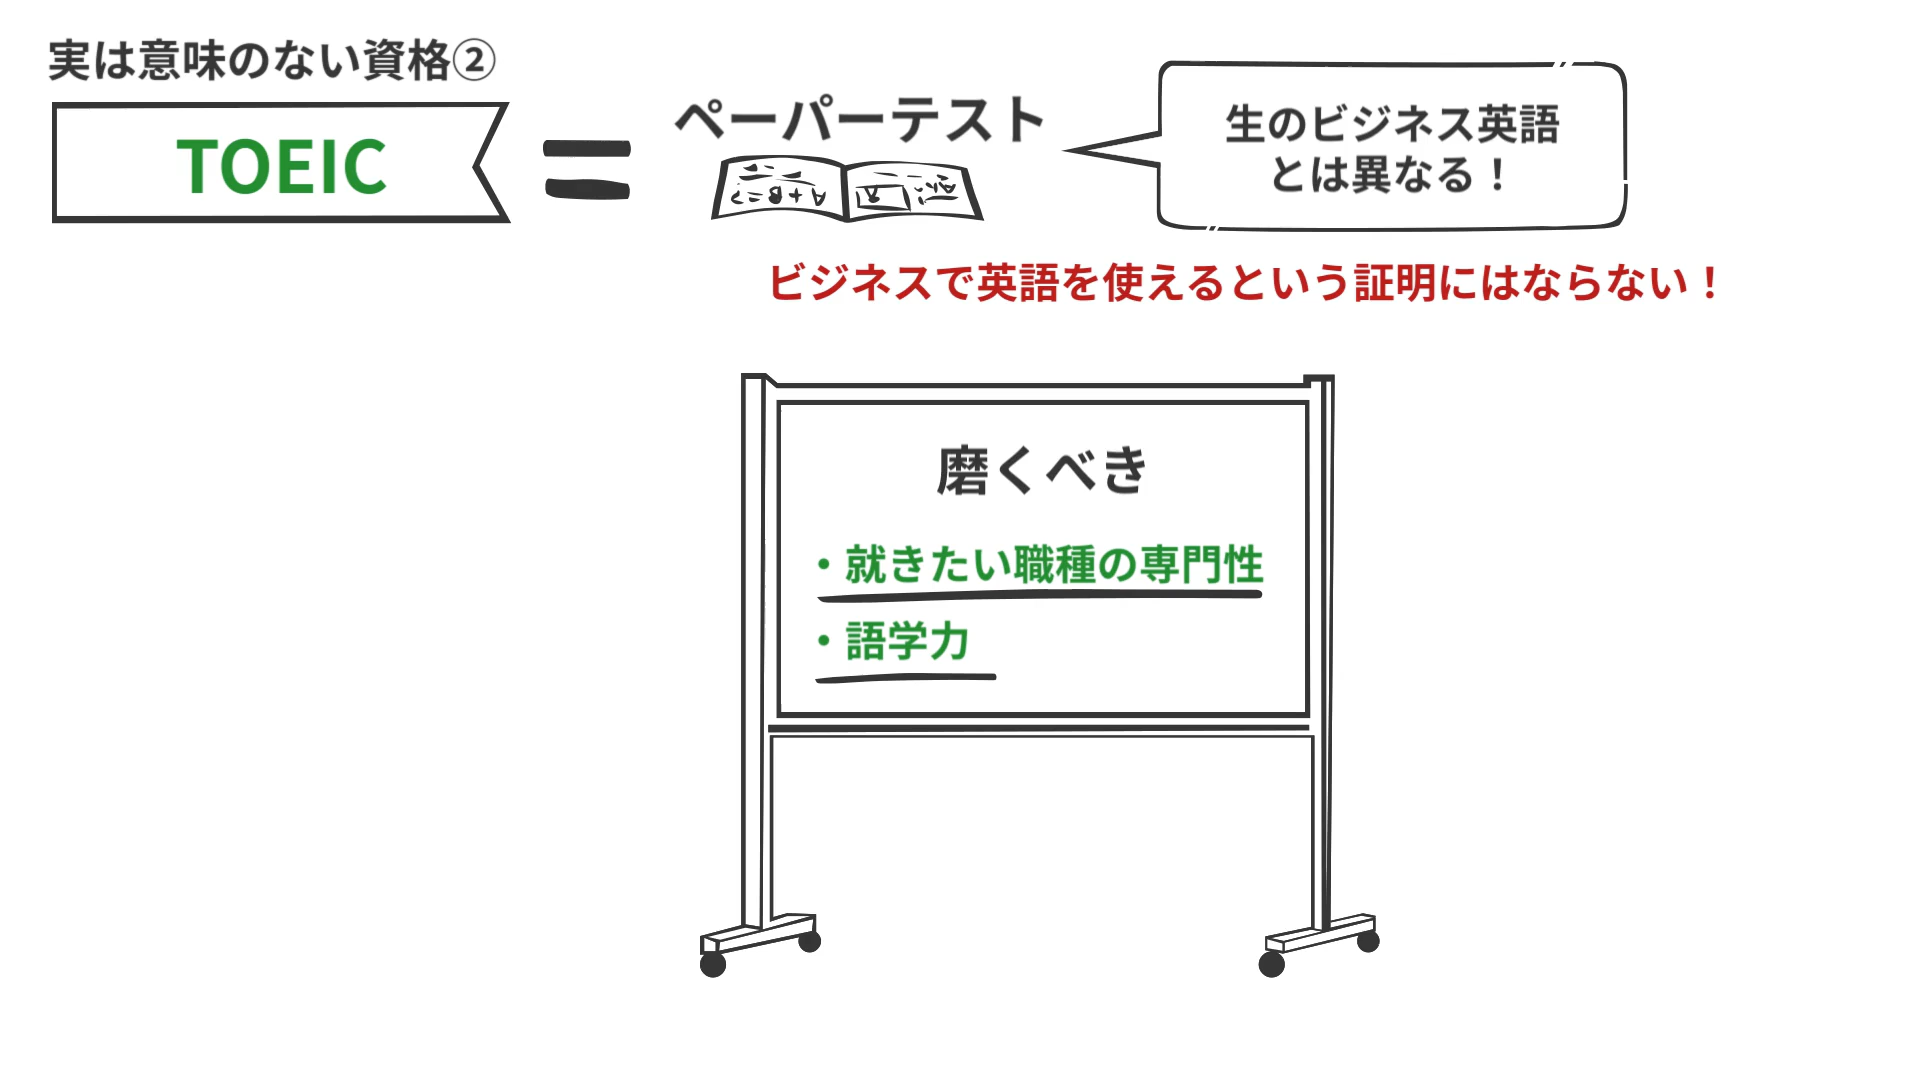 実は意味のない資格②
TOEIC
ペーパーテスト
生のビジネス英語
とは異なる！
ビジネスで英語を使えるという証明にはならない！
磨くべき
・就きたい職種の専門性
・語学力